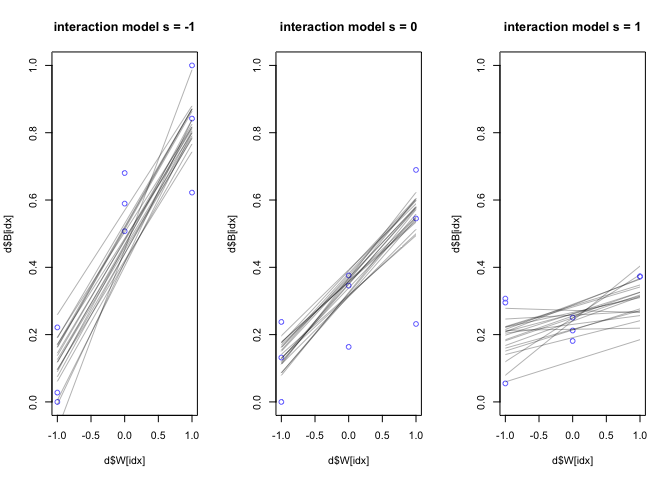 interaction model s = -1
d$B[idx]
0.0 0.2 0.4 0.6 0.8 1.0
-1.0 -0.5 0.0 0.5 1.0
d$W[idx]
interaction model s = 0
d$B[idx]
0.0 0.2 0.4 0.6 0.8 1.0
-1.0 -0.5 0.0 0.5 1.0
d$W[idx]
interaction model s = 1
d$B[idx]
0.0 0.2 0.4 0.6 0.8 1.0
-1.0 -0.5 0.0 0.5 1.0
d$W[idx]